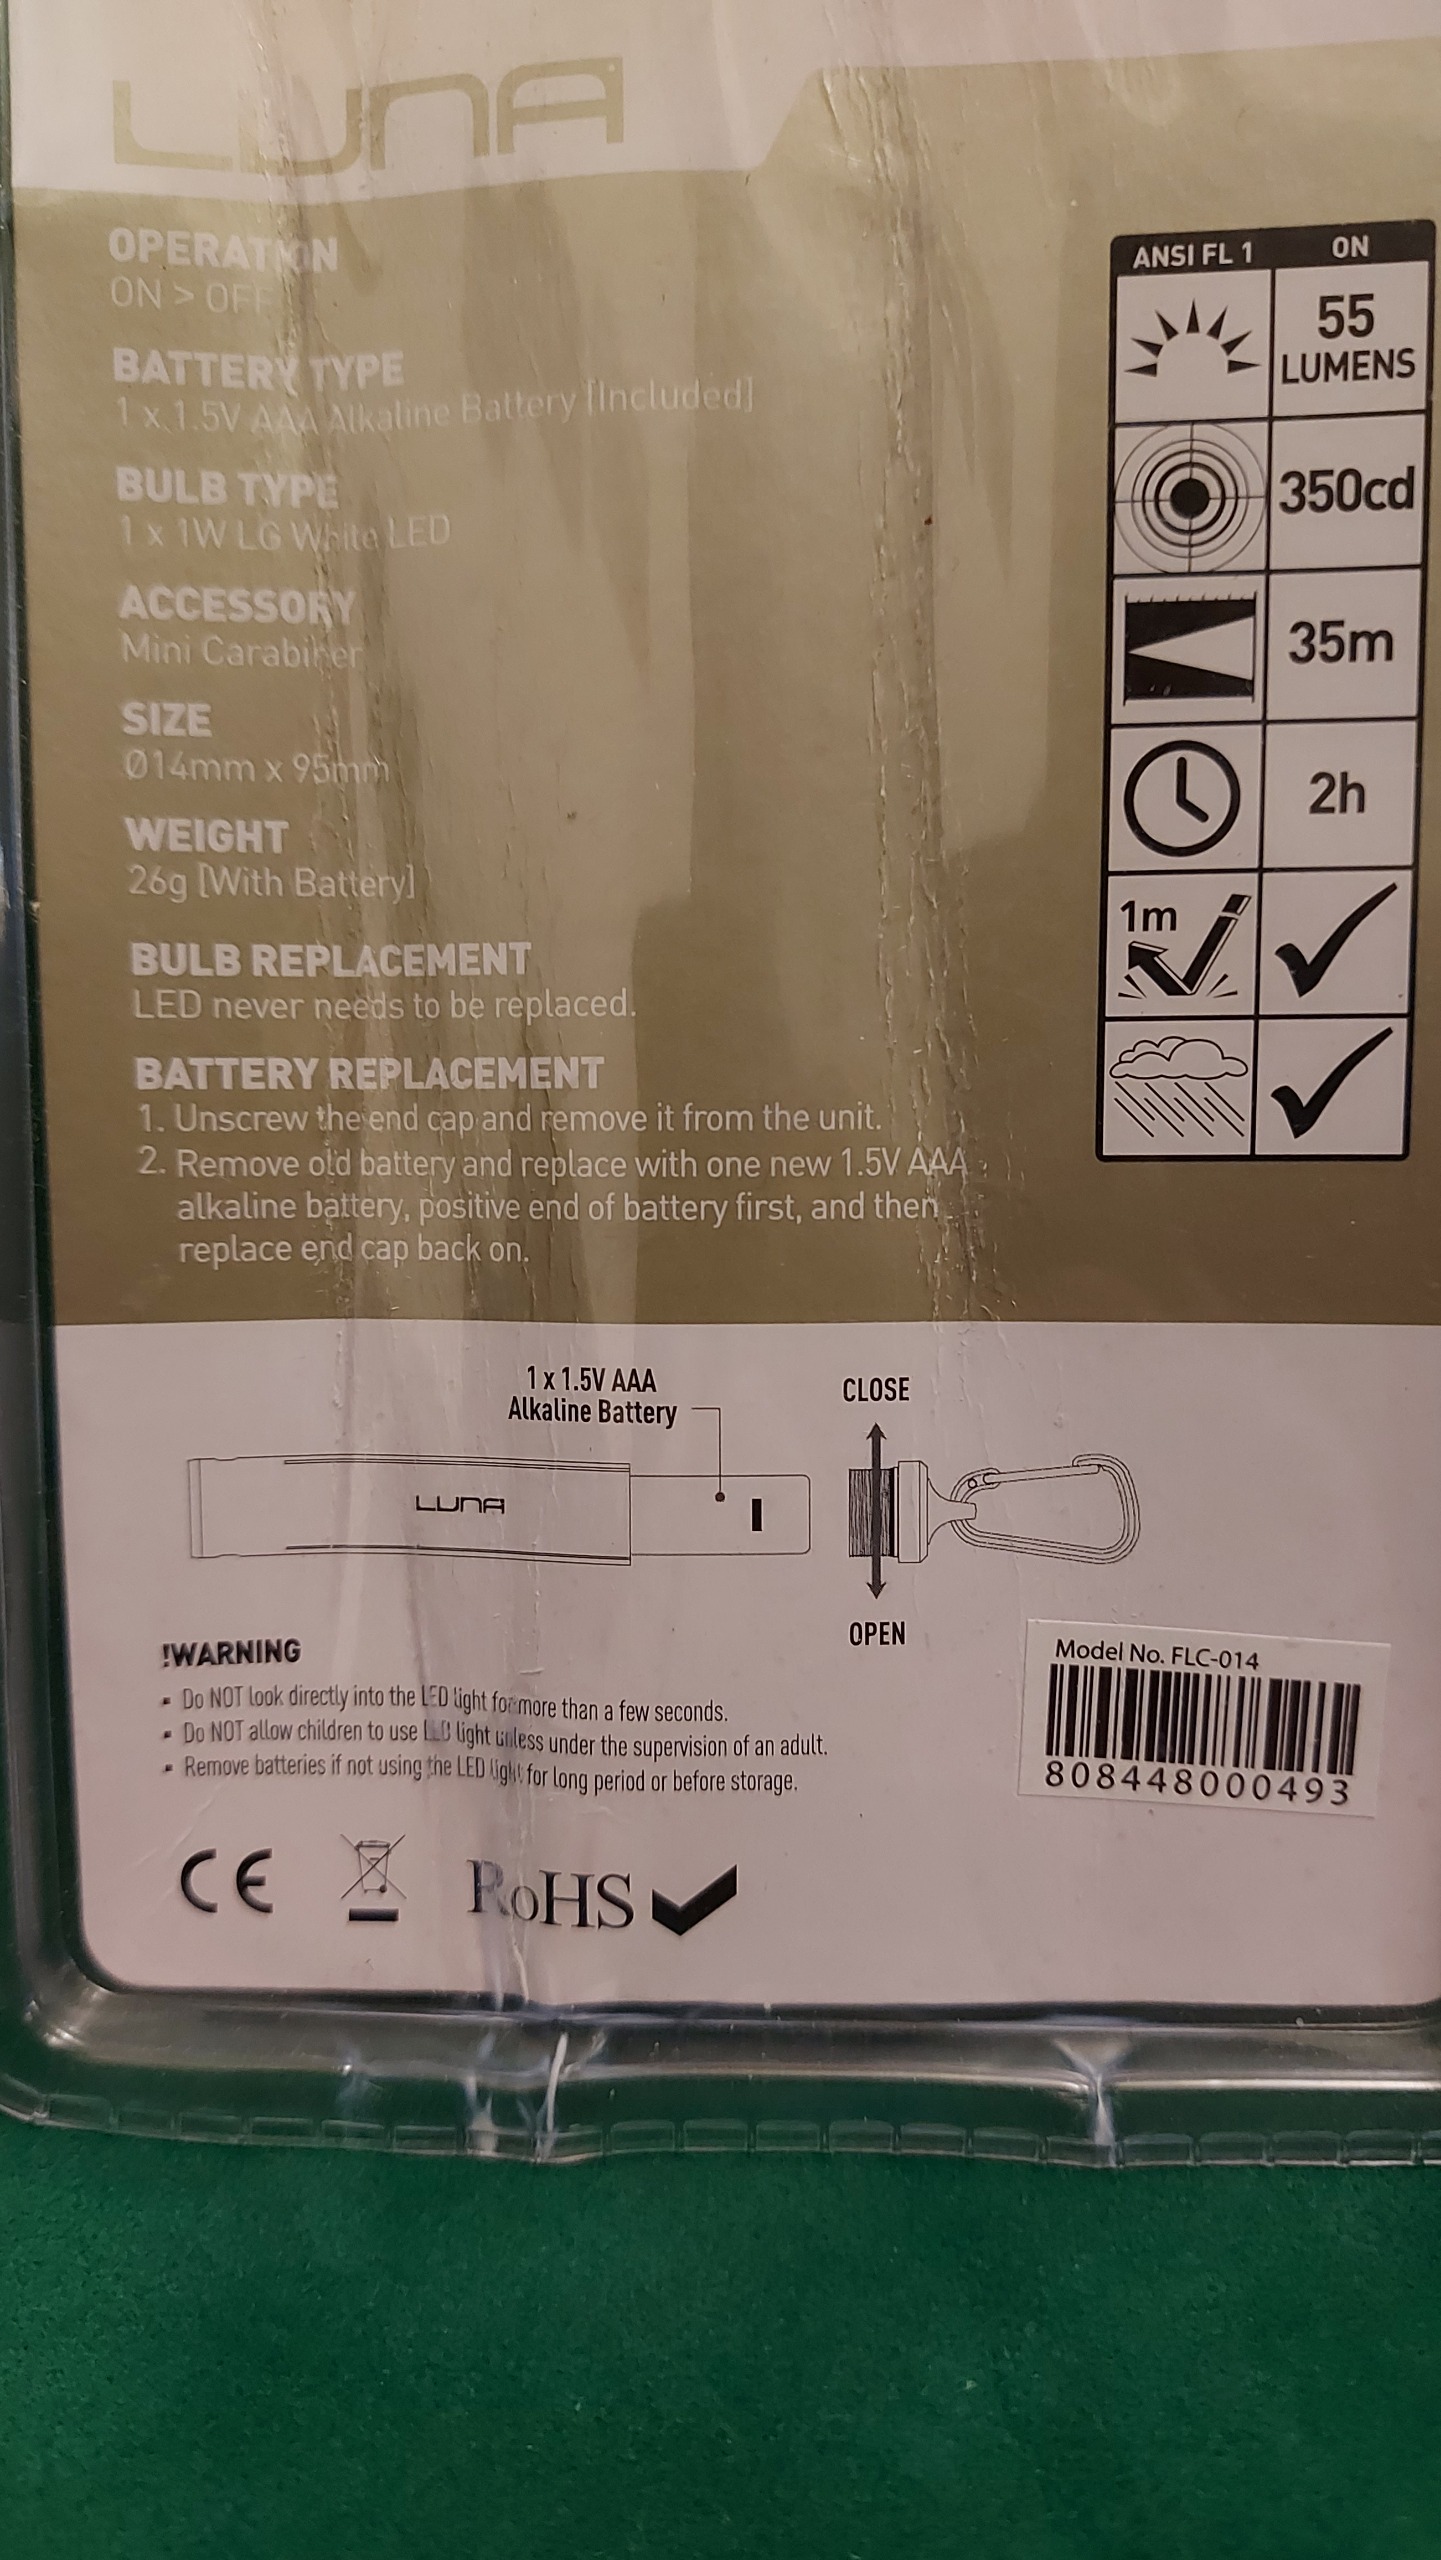 LUNA
OPERATION
ON > OFF
BATTERY TYPE
1 x 1.5V AAA Alkaline Battery [Included]
BULB TYPE
1 x 1W LG White LED
ACCESSORY
Mini Carabiner
SIZE
Ø14mm x 95mm
WEIGHT
26g [With Battery]
BULB REPLACEMENT
LED never needs to be replaced.
BATTERY REPLACEMENT
1. Unscrew the end cap and remove it from the unit.
2. Remove old battery and replace with one new 1.5V AAA
alkaline battery, positive end of battery first, and then
replace end cap back on.
ANSI FL 1 ON
55
LUMENS
350cd
35m
2h
1m
1 x 1.5V AAA
Alkaline Battery
CLOSE
LUNA
OPEN
!WARNING
▪ Do NOT look directly into the LED light for more than a few seconds.
▪ Do NOT allow children to use LED light unless under the supervision of an adult.
▪ Remove batteries if not using the LED light for long period or before storage.
Model No. FLC-014
808448000493
CE
RoHS